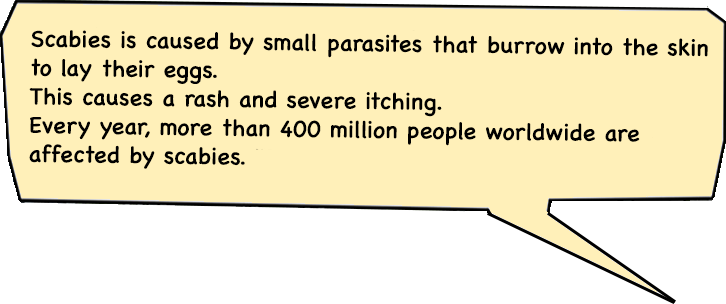 Scabies is caused by small parasites that burrow into the skin
to lay their eggs.
This causes a rash and severe itching.
Every year, more than 400 million people worldwide are
affected by scabies.